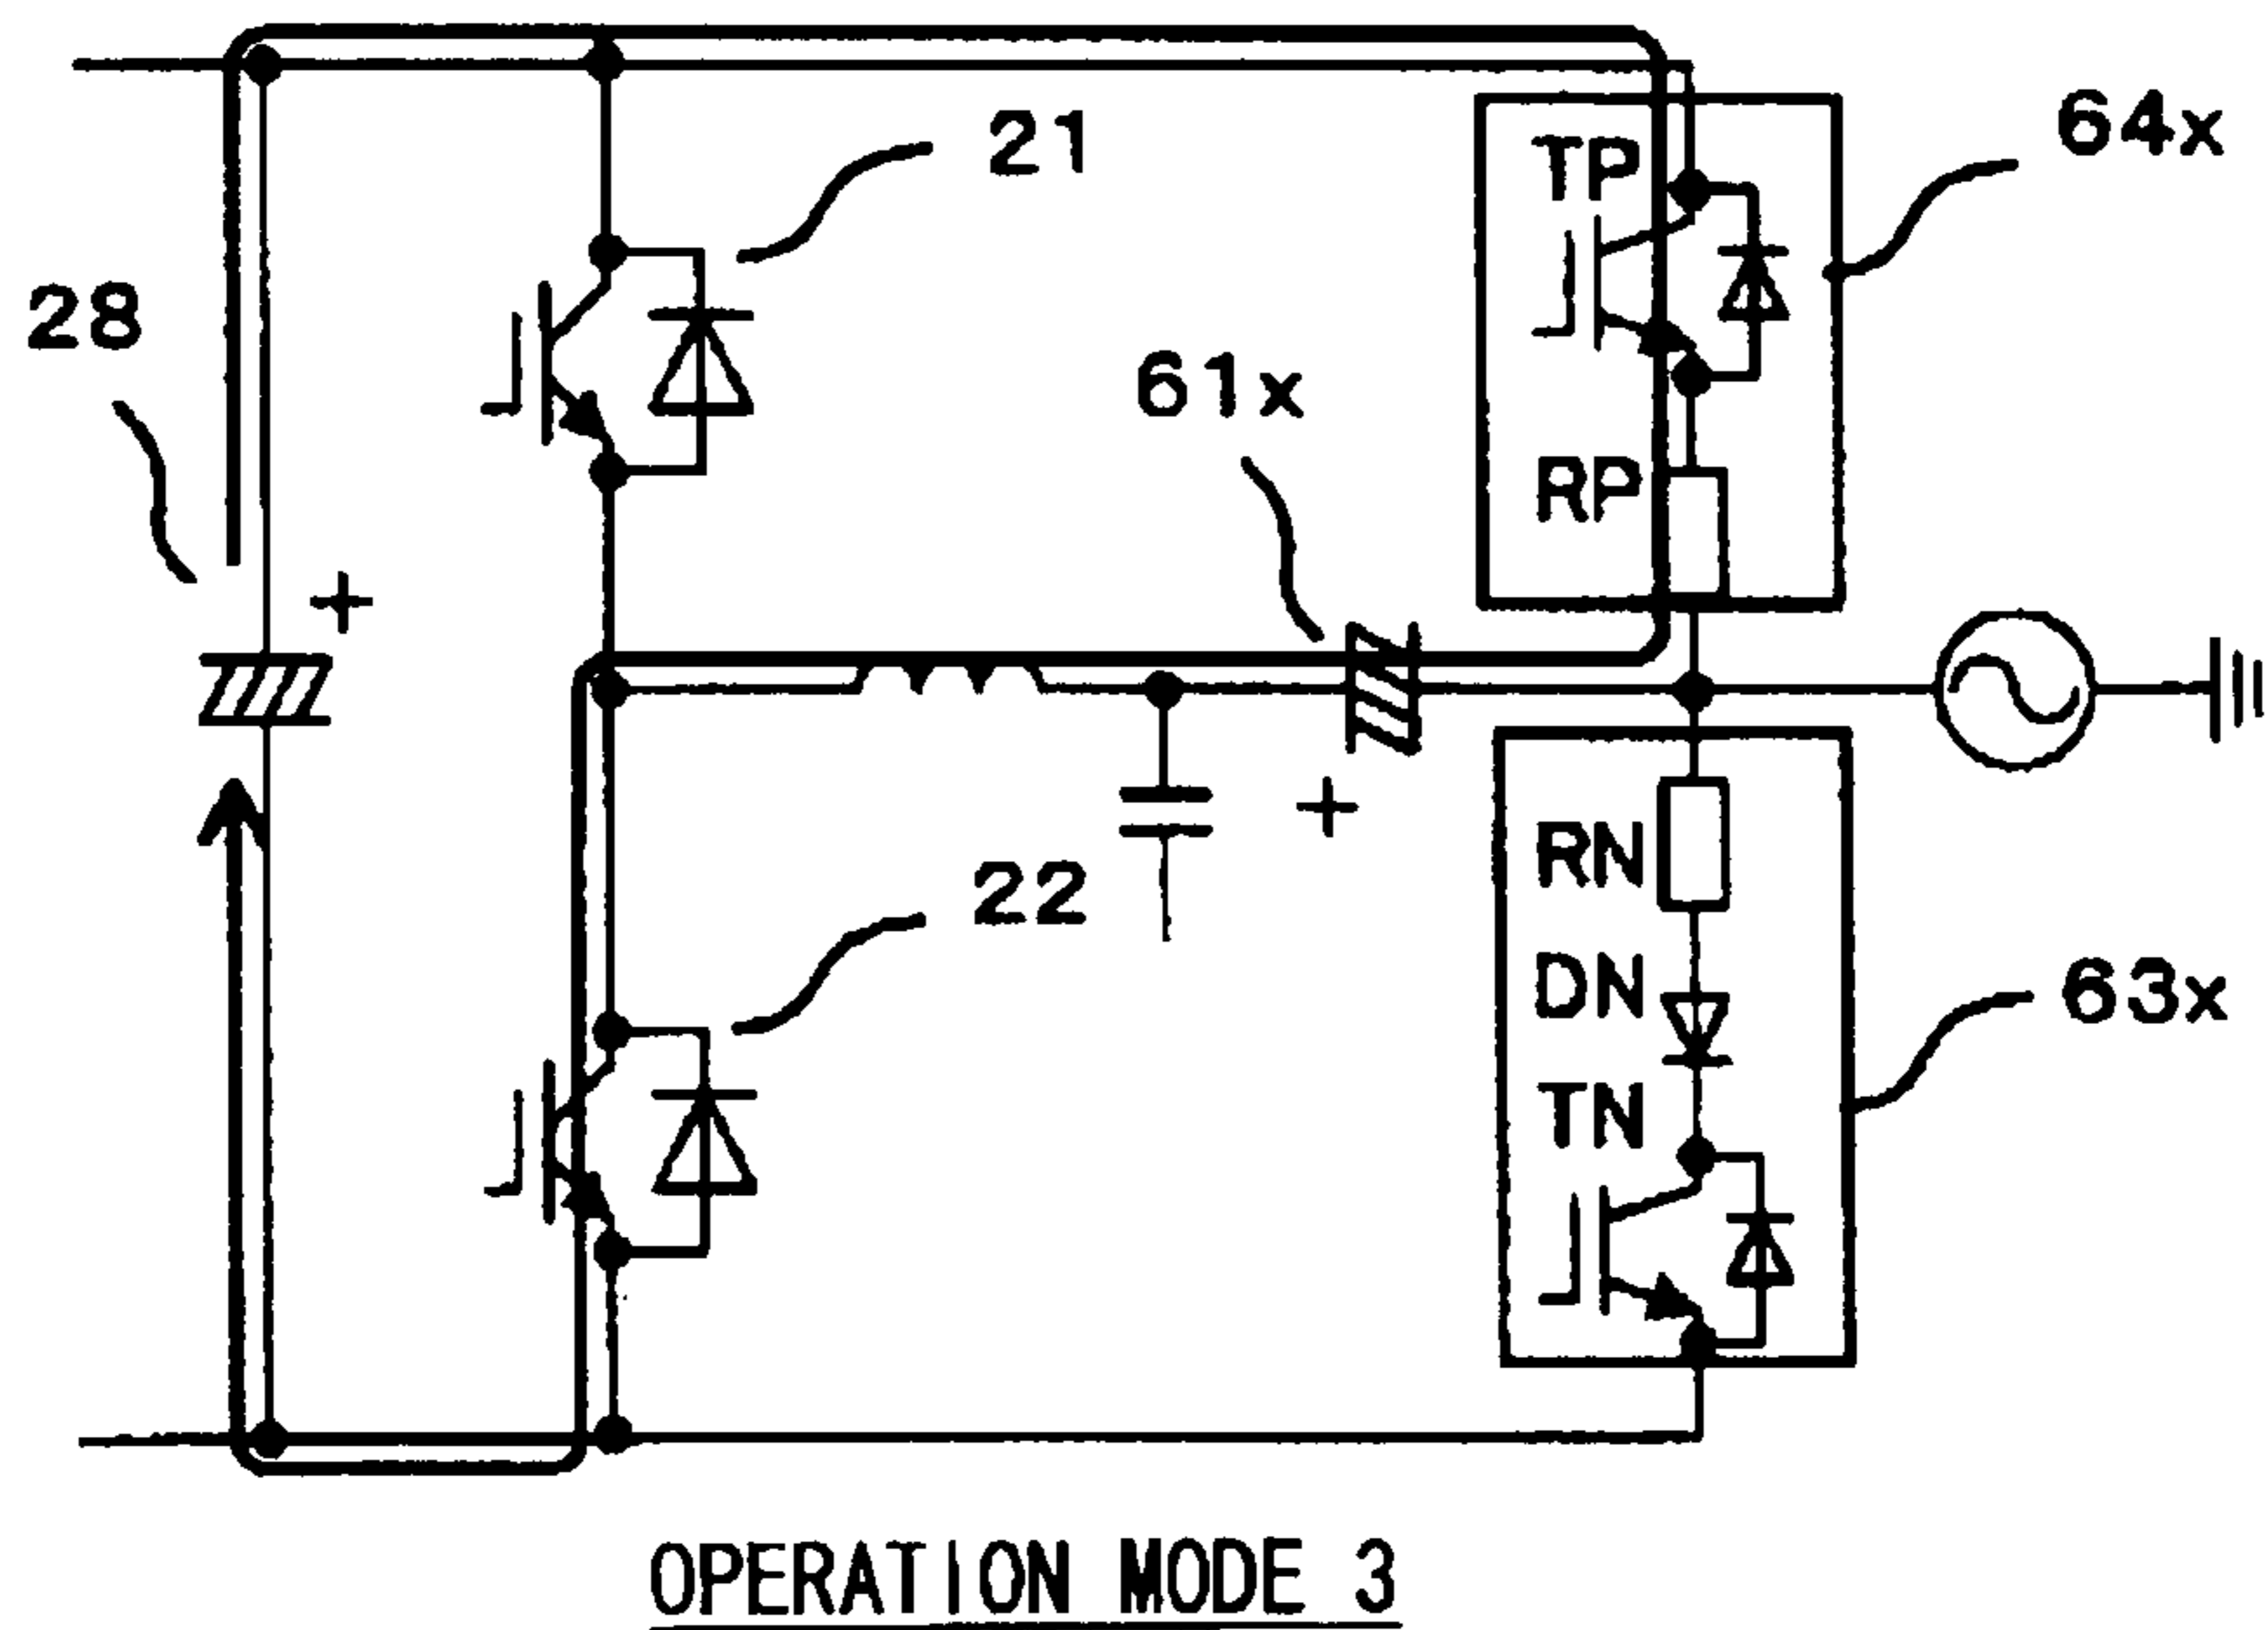 21
64x
TP
28
61x
RP
+
+
RN
22
DN
63x
TN
OPERATION MODE 3